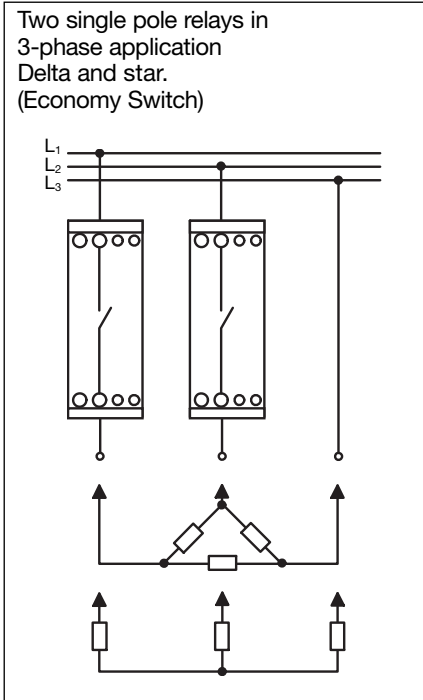 Two single pole relays in
3-phase application
Delta and star.
(Economy Switch)
L₁
L₂
L₃